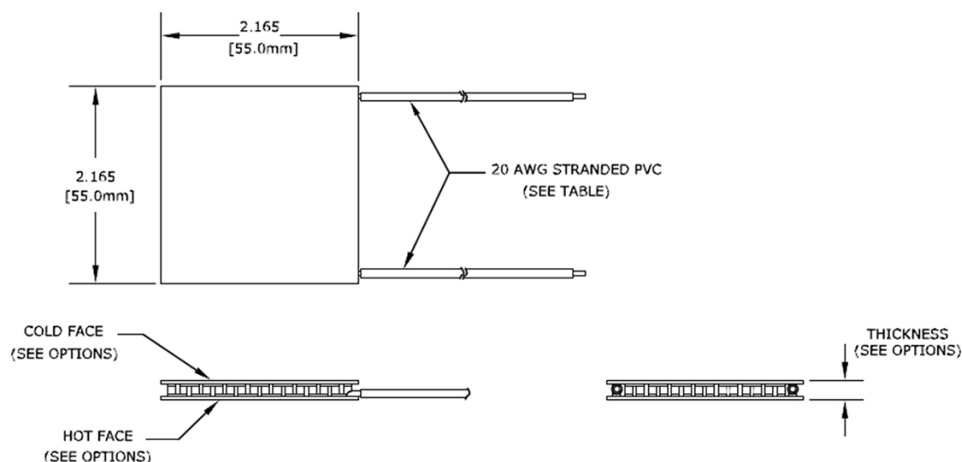 2.165
[55.0mm]
2.165
[55.0mm]
20 AWG STRANDED PVC
(SEE TABLE)
COLD FACE
(SEE OPTIONS)
THICKNESS
(SEE OPTIONS)
HOT FACE
(SEE OPTIONS)